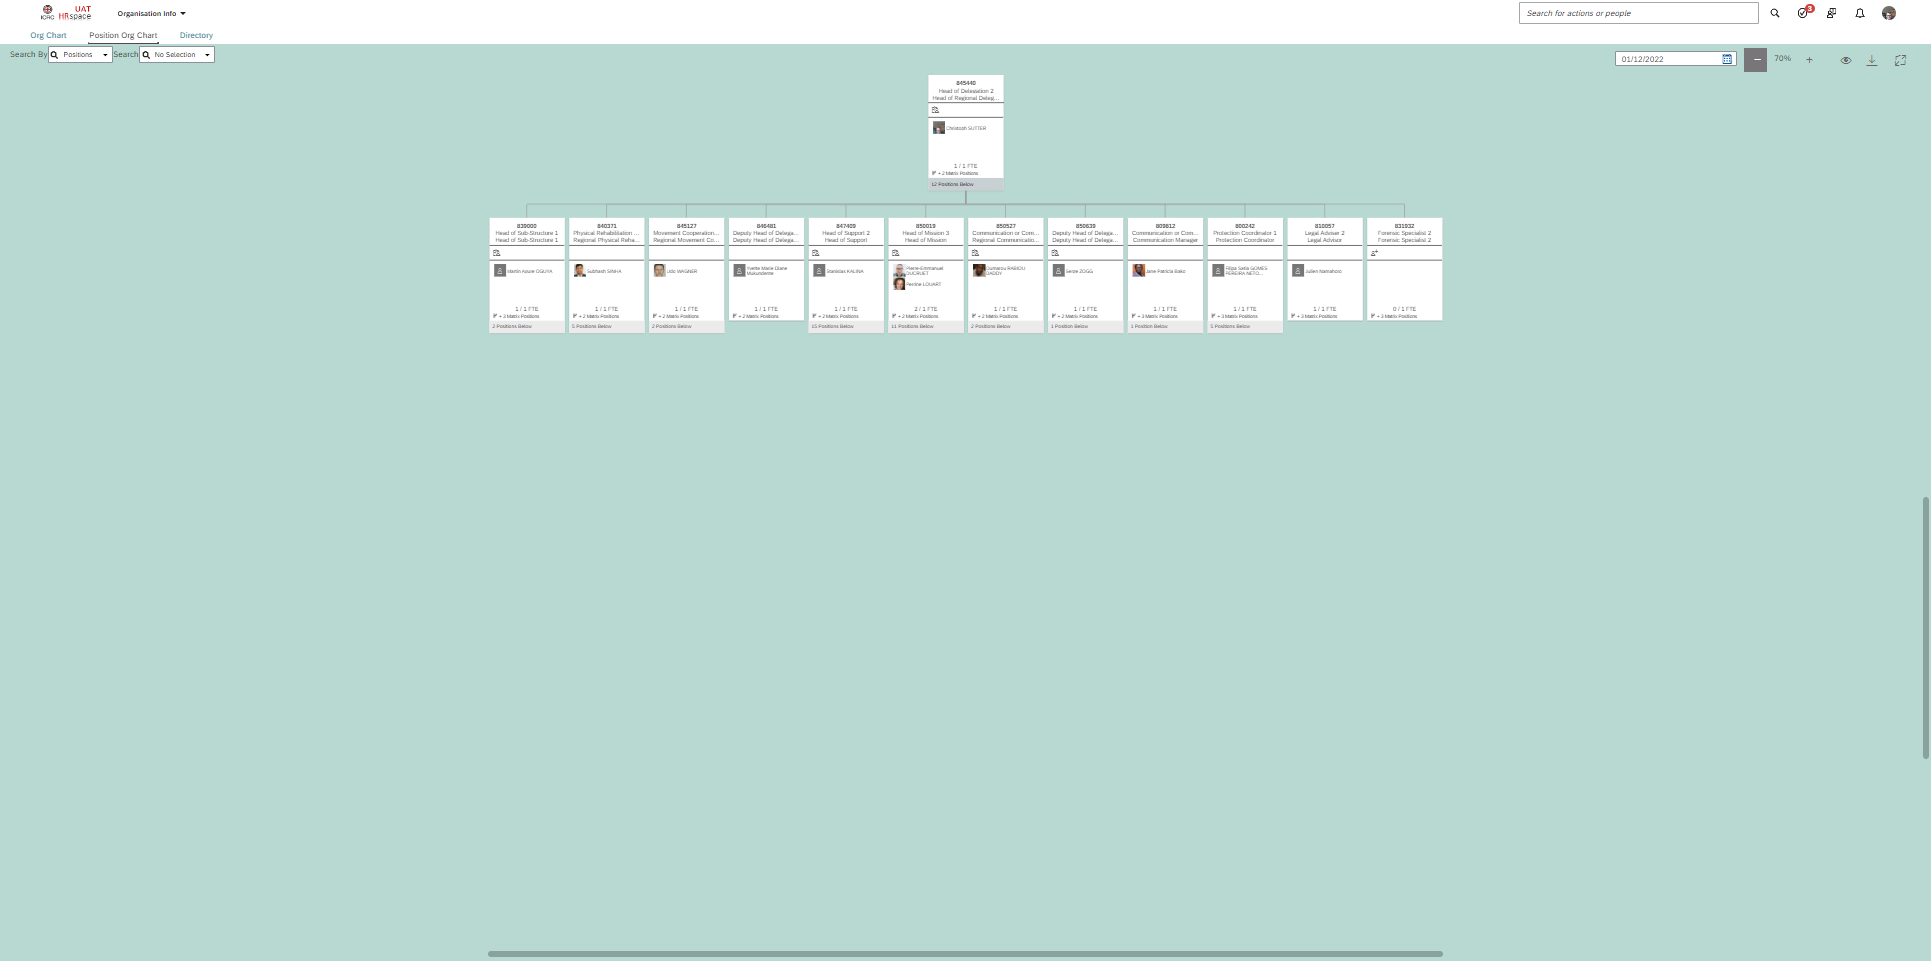 ICRC
UAT
HRspace
Organisation Info
Search for actions or people
3
Org Chart
Position Org Chart
Directory
Search By
Positions
Search
No Selection
01/12/2022
70%
845440
Head of Delegation 2
Head of Regional Deleg...
Christoph SUTTER
1 / 1 FTE
+ 2 Matrix Positions
12 Positions Below
839000
Head of Sub-Structure 1
Head of Sub-Structure 1
Martin Azuye OGUYA
1 / 1 FTE
+ 2 Matrix Positions
2 Positions Below
840371
Physical Rehabilitation ...
Regional Physical Reha...
Subhash SINHA
1 / 1 FTE
+ 2 Matrix Positions
5 Positions Below
845127
Movement Cooperation...
Regional Movement Co...
Udo WAGNER
1 / 1 FTE
+ 2 Matrix Positions
2 Positions Below
846481
Deputy Head of Delega...
Deputy Head of Delega...
Yvette Marie Diane
1 / 1 FTE
+ 2 Matrix Positions
847409
Head of Support 2
Head of Support
Stanislas KALINA
1 / 1 FTE
+ 2 Matrix Positions
15 Positions Below
850019
Head of Mission 3
Head of Mission
Pierre-Emmanuel
DUCRUET
Perrine LOUART
2 / 1 FTE
+ 2 Matrix Positions
11 Positions Below
850527
Communication or Com...
Regional Communicatio...
Oumarou RABIOU
DADDY
1 / 1 FTE
+ 2 Matrix Positions
2 Positions Below
850639
Deputy Head of Delega...
Deputy Head of Delega...
Serge ZOGG
1 / 1 FTE
+ 2 Matrix Positions
1 Position Below
809812
Communication or Com...
Communication Manager
Jane Patricia Bako
1 / 1 FTE
+ 3 Matrix Positions
1 Position Below
800242
Protection Coordinator 1
Protection Coordinator
Filipa Sabia GOMES
PEREIRA NETO...
1 / 1 FTE
+ 3 Matrix Positions
5 Positions Below
810057
Legal Adviser 2
Legal Advisor
Julien Namahoro
1 / 1 FTE
+ 3 Matrix Positions
831932
Forensic Specialist 2
Forensic Specialist 2
0 / 1 FTE
+ 3 Matrix Positions